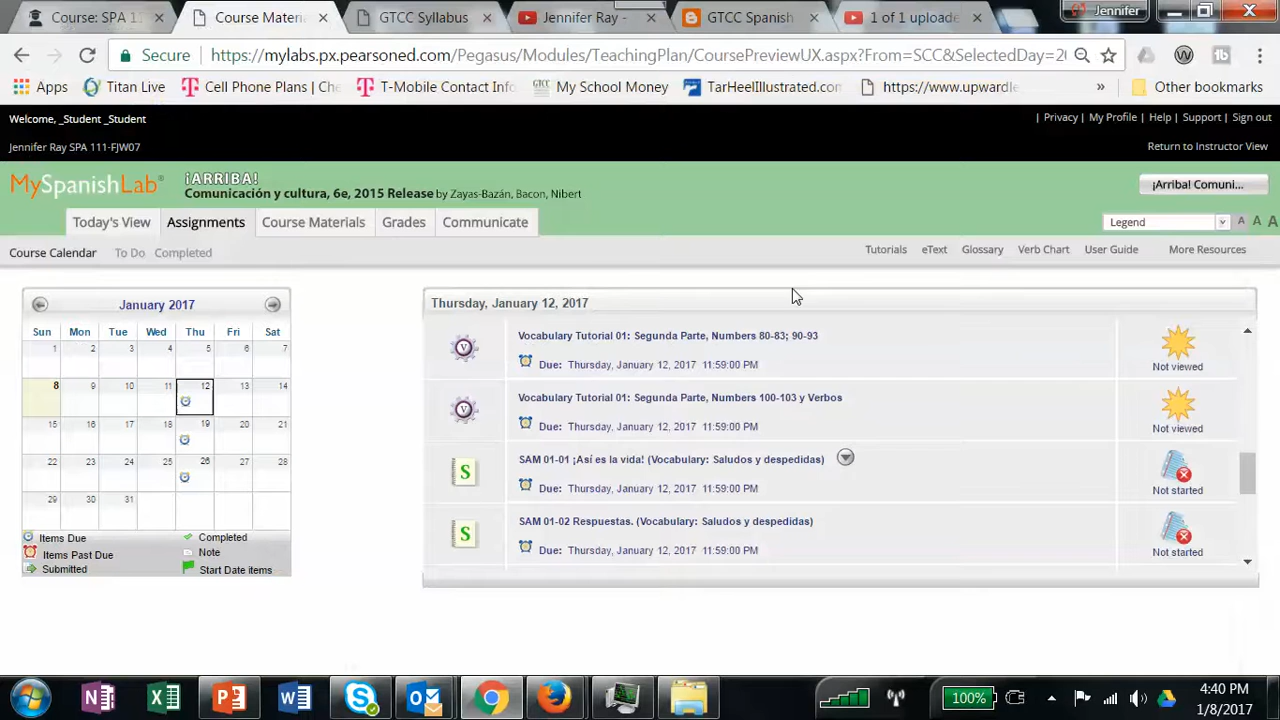 Course: SPA 11 ×
Course Materia ×
GTCC Syllabus ×
Jennifer Ray - ×
GTCC Spanish ×
1 of 1 uploade ×
Jennifer
Secure
https://mylabs.px.pearsoned.com/Pegasus/Modules/TeachingPlan/CoursePreviewUX.aspx?From=SCC&SelectedDay=20
Apps
Titan Live
Cell Phone Plans | Che
T-Mobile Contact Info
My School Money
TarHeelIllustrated.com
https://www.upwardle
»
Other bookmarks
Welcome, _Student _Student
| Privacy | My Profile | Help | Support | Sign out
Jennifer Ray SPA 111-FJW07
Return to Instructor View
MySpanishLab®
¡ARRIBA!
Comunicación y cultura, 6e, 2015 Release by Zayas-Bazán, Bacon, Nibert
¡Arriba! Comuni...
Today's View
Assignments
Course Materials
Grades
Communicate
Legend
A A A
Course Calendar
To Do
Completed
Tutorials
eText
Glossary
Verb Chart
User Guide
More Resources
January 2017
Sun Mon Tue Wed Thu Fri Sat
1 2 3 4 5 6 7
8 9 10 11 12 13 14
15 16 17 18 19 20 21
22 23 24 25 26 27 28
29 30 31
Items Due
Completed
Items Past Due
Note
Submitted
Start Date items
Thursday, January 12, 2017
V
Vocabulary Tutorial 01: Segunda Parte, Numbers 80-83; 90-93
Due: Thursday, January 12, 2017 11:59:00 PM
Not viewed
V
Vocabulary Tutorial 01: Segunda Parte, Numbers 100-103 y Verbos
Due: Thursday, January 12, 2017 11:59:00 PM
Not viewed
S
SAM 01-01 ¡Así es la vida! (Vocabulary: Saludos y despedidas)
Due: Thursday, January 12, 2017 11:59:00 PM
Not started
S
SAM 01-02 Respuestas. (Vocabulary: Saludos y despedidas)
Due: Thursday, January 12, 2017 11:59:00 PM
Not started
100%
4:40 PM
1/8/2017